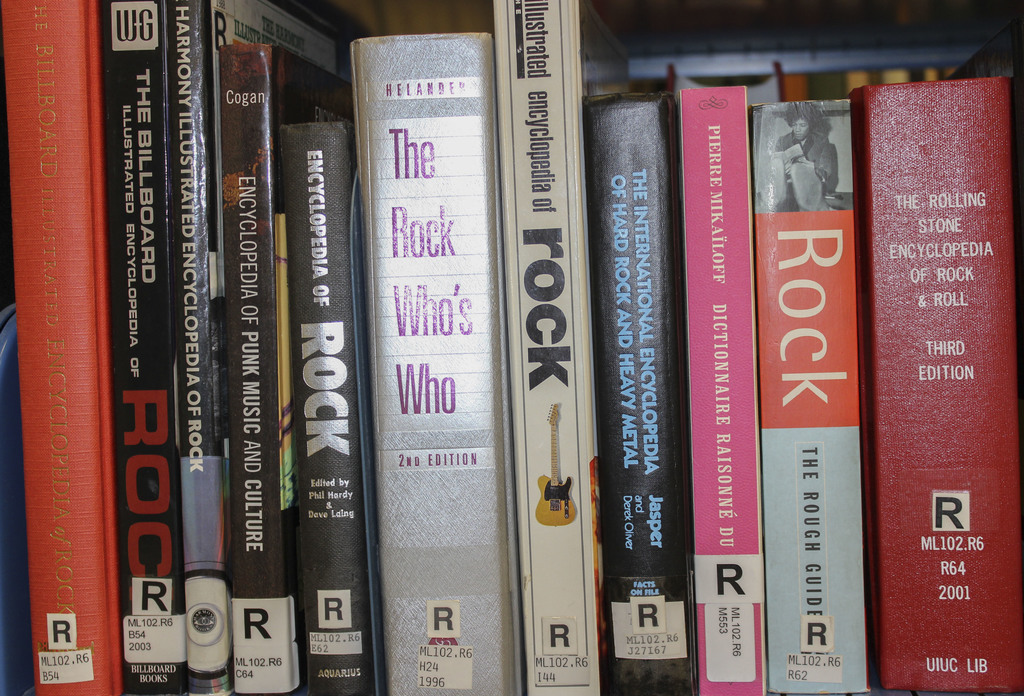 THE BILLBOARD ILLUSTRATED ENCYCLOPEDIA of ROCK
R
ML102.R6
B54
WG
THE BILLBOARD
ILLUSTRATED ENCYCLOPEDIA OF
ROC
R
ML102.R6
B54
2003
BILLBOARD
BOOKS
HARMONY ILLUSTRATED ENCYCLOPEDIA OF ROCK
R
Cogan
ENCYCLOPEDIA OF PUNK MUSIC AND CULTURE
R
ML102.R6
C64
ENCYCLOPEDIA OF
ROCK
Edited by
Phil Hardy
&
Dave Laing
R
ML102.R6
E62
AQUARIUS
HELANDER
The
Rock
Who's
Who
2ND EDITION
R
ML102.R6
H24
1996
illustrated
encyclopedia of
rock
R
ML102.R6
I44
THE INTERNATIONAL ENCYCLOPEDIA
OF HARD ROCK AND HEAVY METAL
Jasper
and
Derek Oliver
FACTS
ON FILE
R
ML102.R6
J27167
PIERRE MIKAÏLOFF DICTIONNAIRE RAISONNÉ DU
R
ML102.R6
M553
Rock
THE ROUGH GUIDE
R
ML102.R6
R62
THE ROLLING
STONE
ENCYCLOPEDIA
OF ROCK
& ROLL
THIRD
EDITION
R
ML102.R6
R64
2001
UIUC LIB